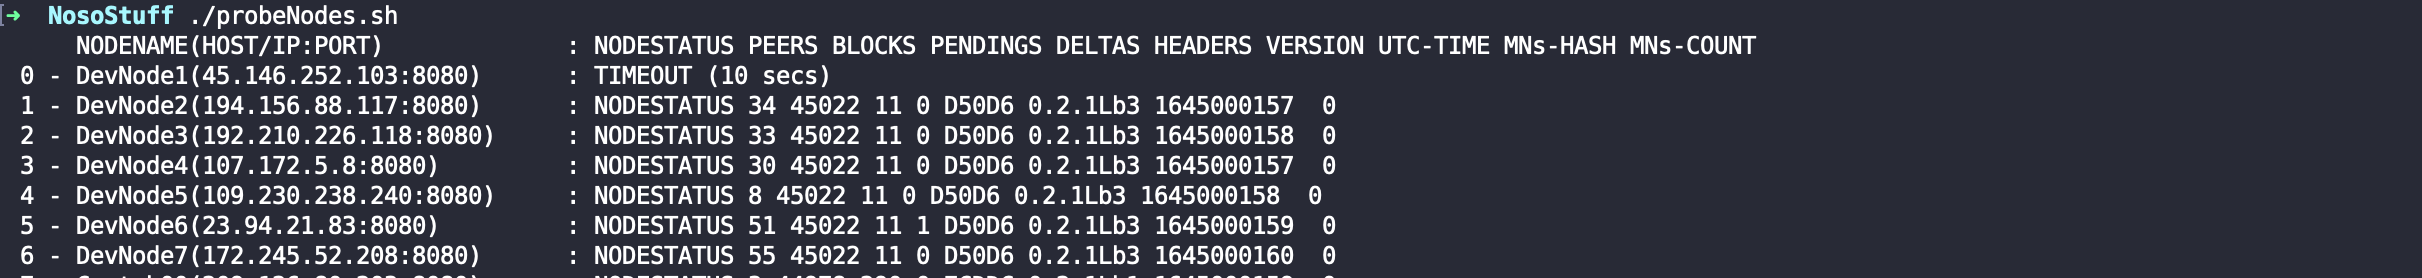 → NosoStuff ./probeNodes.sh
NODENAME(HOST/IP:PORT) : NODESTATUS PEERS BLOCKS PENDINGS DELTAS HEADERS VERSION UTC-TIME MNs-HASH MNs-COUNT
0 - DevNode1(45.146.252.103:8080) : TIMEOUT (10 secs)
1 - DevNode2(194.156.88.117:8080) : NODESTATUS 34 45022 11 0 D50D6 0.2.1Lb3 1645000157 0
2 - DevNode3(192.210.226.118:8080) : NODESTATUS 33 45022 11 0 D50D6 0.2.1Lb3 1645000158 0
3 - DevNode4(107.172.5.8:8080) : NODESTATUS 30 45022 11 0 D50D6 0.2.1Lb3 1645000157 0
4 - DevNode5(109.230.238.240:8080) : NODESTATUS 8 45022 11 0 D50D6 0.2.1Lb3 1645000158 0
5 - DevNode6(23.94.21.83:8080) : NODESTATUS 51 45022 11 1 D50D6 0.2.1Lb3 1645000159 0
6 - DevNode7(172.245.52.208:8080) : NODESTATUS 55 45022 11 0 D50D6 0.2.1Lb3 1645000160 0